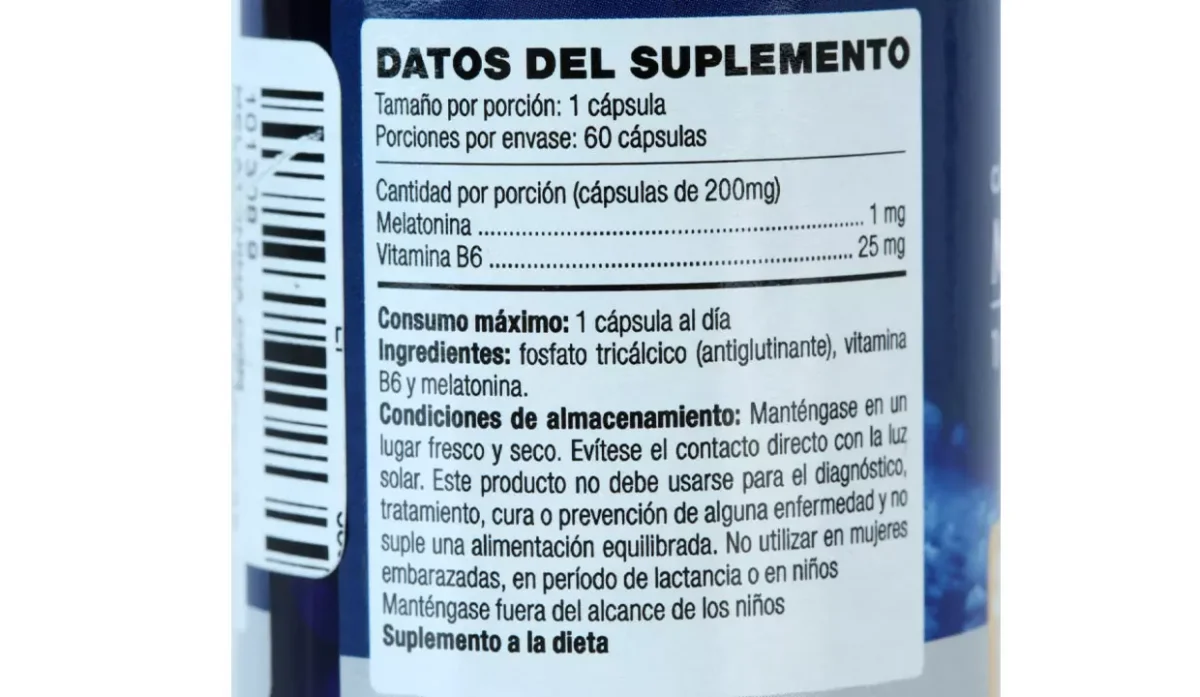 DATOS DEL SUPLEMENTO
Tamaño por porción: 1 cápsula
Porciones por envase: 60 cápsulas
Cantidad por porción (cápsulas de 200mg)
Melatonina ........................................................ 1 mg
Vitamina B6 ........................................................ 25 mg
Consumo máximo: 1 cápsula al día
Ingredientes: fosfato tricálcico (antiglutinante), vitamina
B6 y melatonina.
Condiciones de almacenamiento: Manténgase en un
lugar fresco y seco. Evítese el contacto directo con la luz
solar. Este producto no debe usarse para el diagnóstico,
tratamiento, cura o prevención de alguna enfermedad y no
suple una alimentación equilibrada. No utilizar en mujeres
embarazadas, en período de lactancia o en niños
Manténgase fuera del alcance de los niños
Suplemento a la dieta